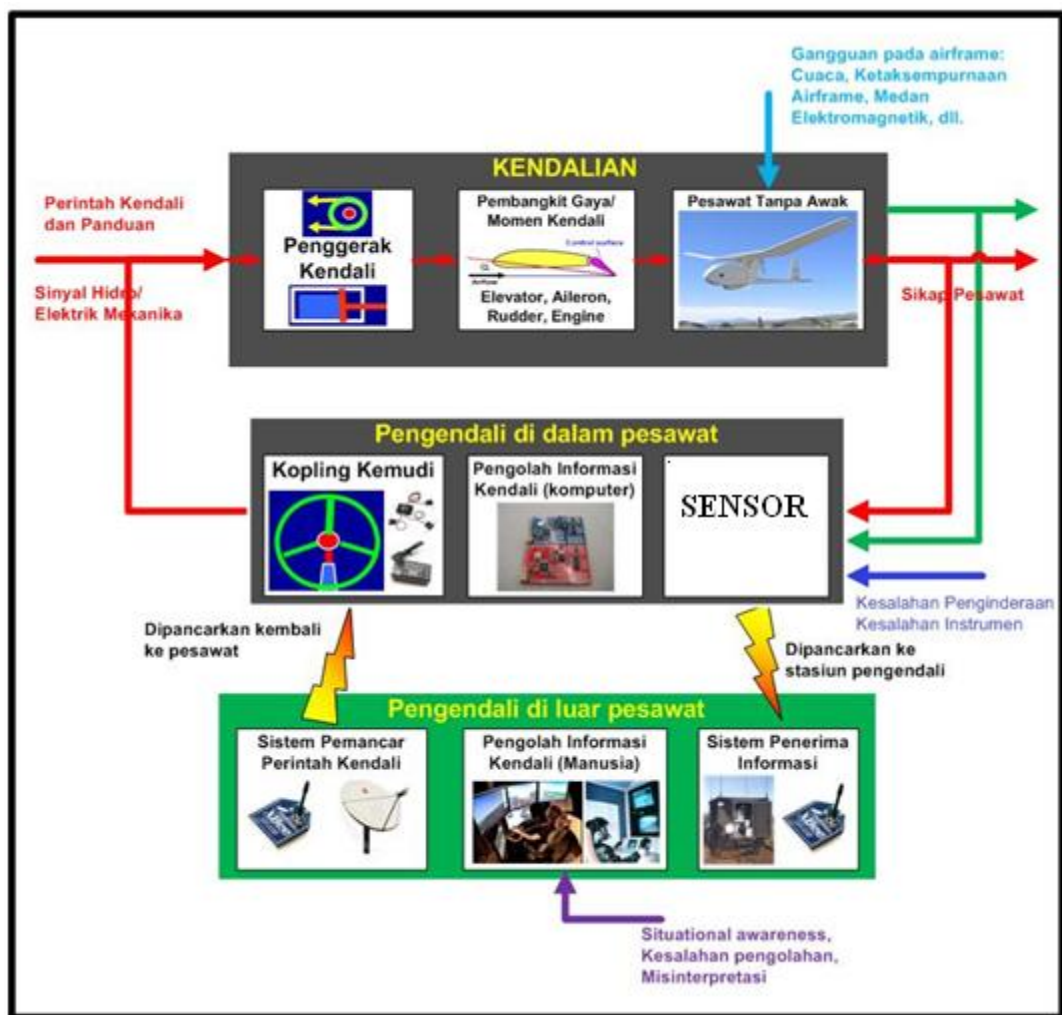 Gangguan pada airframe:
Cuaca, Ketaksempurnaan
Airframe, Medan
Elektromagnetik, dll.
KENDALIAN
Perintah Kendali
dan Panduan
Sinyal Hidro/
Elektrik Mekanika
Penggerak
Kendali
Pembangkit Gaya/
Momen Kendali
Control surface
Airflow
Elevator, Aileron,
Rudder, Engine
Pesawat Tanpa Awak
Sikap Pesawat
Pengendali di dalam pesawat
Kopling Kemudi
Pengolah Informasi
Kendali (komputer)
SENSOR
Kesalahan Penginderaan
Kesalahan Instrumen
Dipancarkan kembali
ke pesawat
Dipancarkan ke
stasiun pengendali
Pengendali di luar pesawat
Sistem Pemancar
Perintah Kendali
Pengolah Informasi
Kendali (Manusia)
Sistem Penerima
Informasi
Situational awareness,
Kesalahan pengolahan,
Misinterpretasi